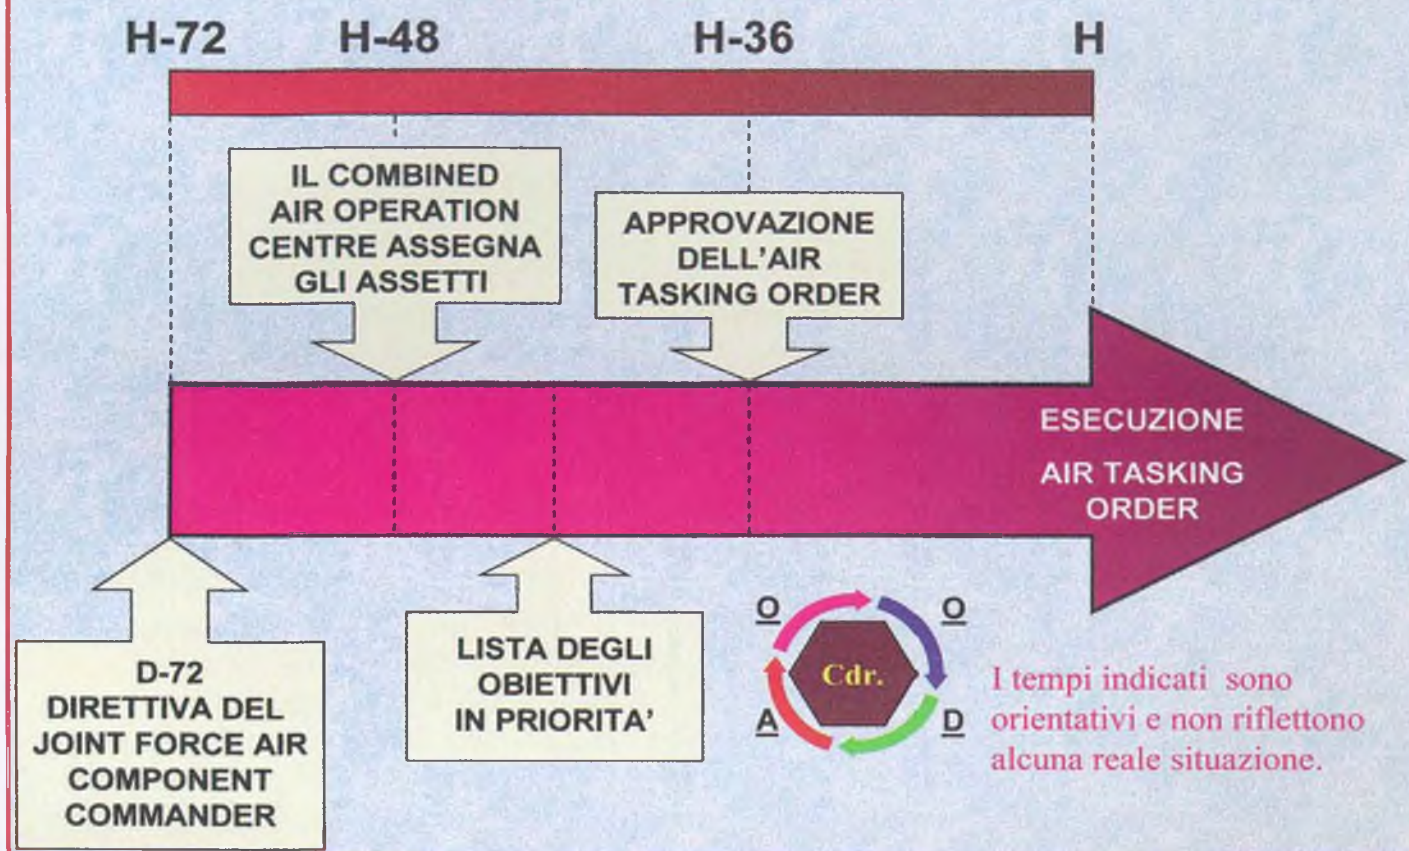 H-72 H-48 H-36 H
IL COMBINED
AIR OPERATION
CENTRE ASSEGNA
GLI ASSETTI
APPROVAZIONE
DELL'AIR
TASKING ORDER
ESECUZIONE
AIR TASKING
ORDER
D-72
DIRETTIVA DEL
JOINT FORCE AIR
COMPONENT
COMMANDER
LISTA DEGLI
OBIETTIVI
IN PRIORITA'
O O
Cdr.
A D
I tempi indicati sono
orientativi e non riflettono
alcuna reale situazione.